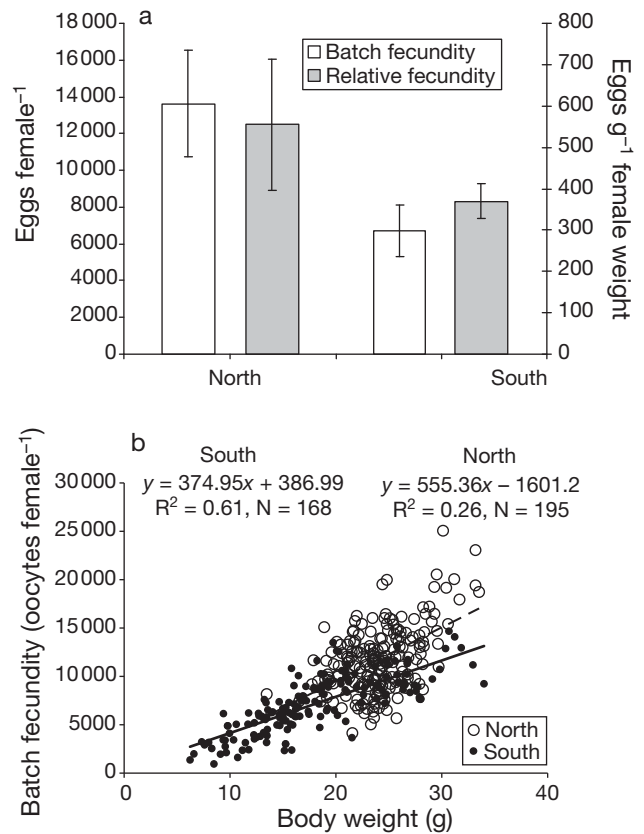 a
18 000
16 000
14 000
12 000
10 000
8000
6000
4000
2000
0
Eggs female⁻¹
Batch fecundity
Relative fecundity
800
700
600
500
400
300
200
100
0
Eggs g⁻¹ female weight
North
South
b
South
y = 374.95x + 386.99
R² = 0.61, N = 168
North
y = 555.36x − 1601.2
R² = 0.26, N = 195
Batch fecundity (oocytes female⁻¹)
30 000
25 000
20 000
15 000
10 000
5000
0
North
South
0
10
20
30
40
Body weight (g)